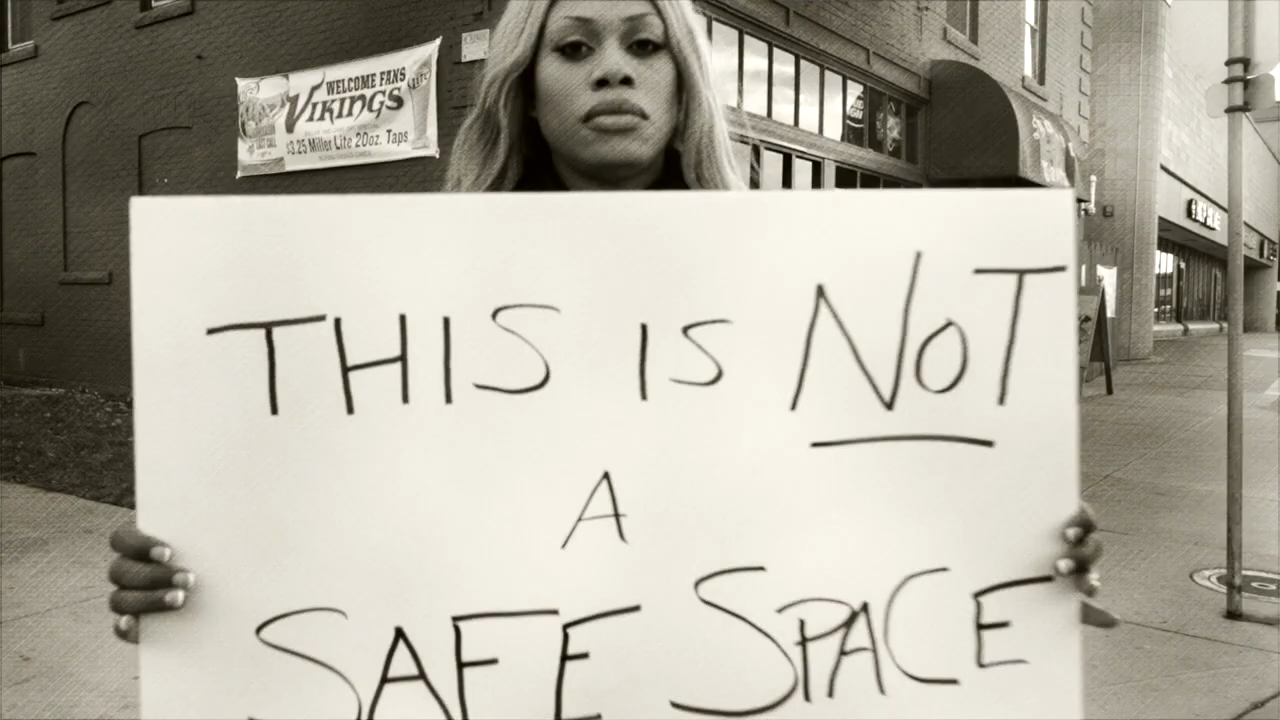 WELCOME FANS
VIKINGS
$3.25 Miller Lite 20oz. Taps
THIS IS NOT
A
SAFE SPACE